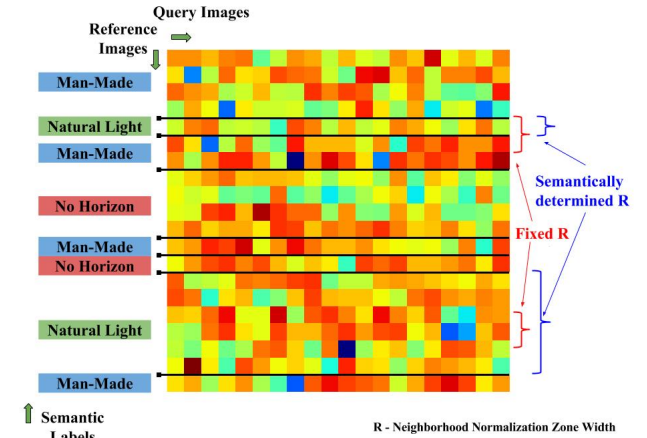 Query Images
Reference
Images
Man-Made
Natural Light
Man-Made
No Horizon
Man-Made
No Horizon
Natural Light
Man-Made
Semantically
determined R
Fixed R
Semantic
Labels
R - Neighborhood Normalization Zone Width